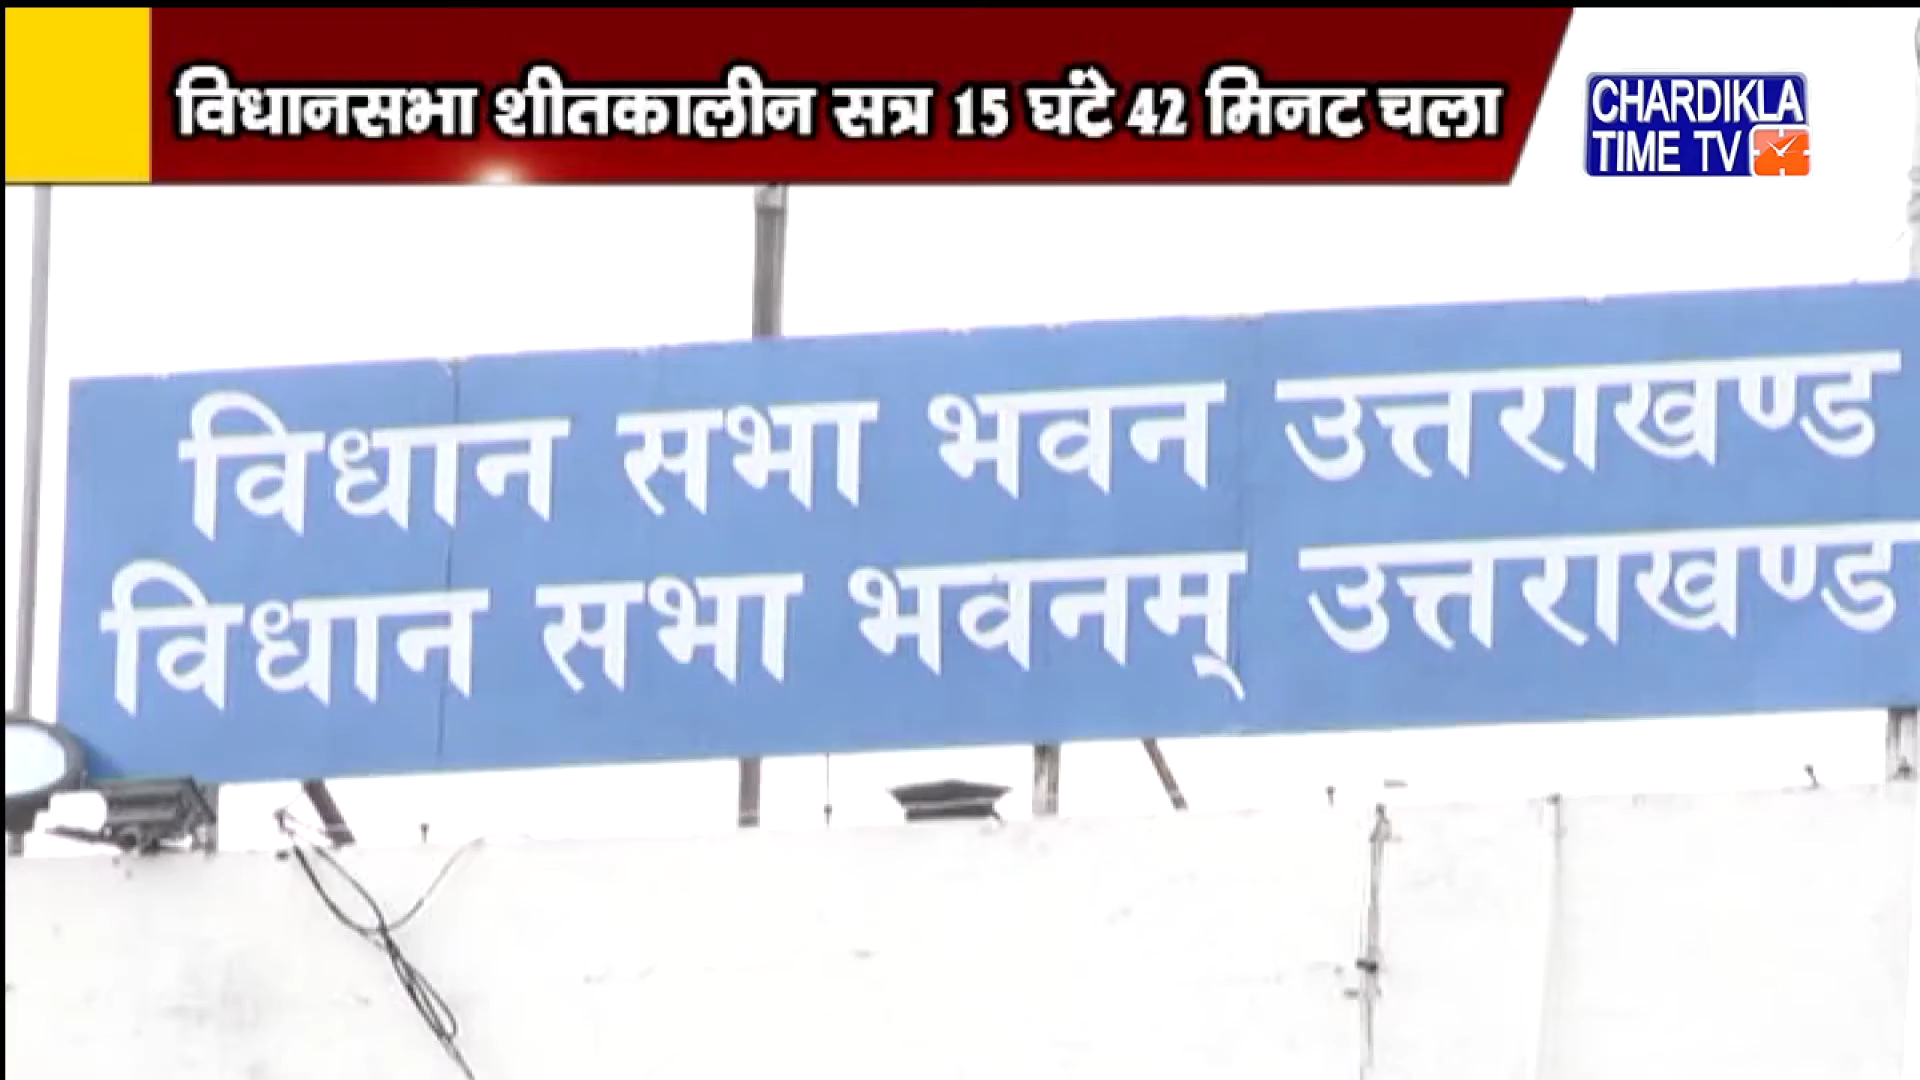 विधानसभा शीतकालीन सत्र 15 घंटे 42 मिनट चला
CHARDIKLA
TIME TV
विधान सभा भवन उत्तराखण्ड
विधान सभा भवनम् उत्तराखण्ड